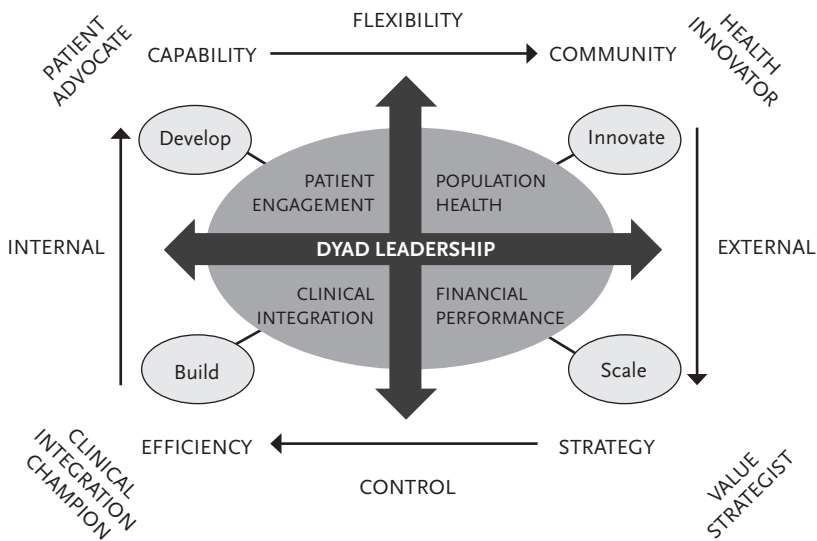 FLEXIBILITY
PATIENT
ADVOCATE
CAPABILITY
COMMUNITY
HEALTH
INNOVATOR
Develop
Innovate
PATIENT
ENGAGEMENT
POPULATION
HEALTH
INTERNAL
DYAD LEADERSHIP
EXTERNAL
CLINICAL
INTEGRATION
FINANCIAL
PERFORMANCE
Build
Scale
EFFICIENCY
STRATEGY
CLINICAL
INTEGRATION
CHAMPION
CONTROL
VALUE
STRATEGIST